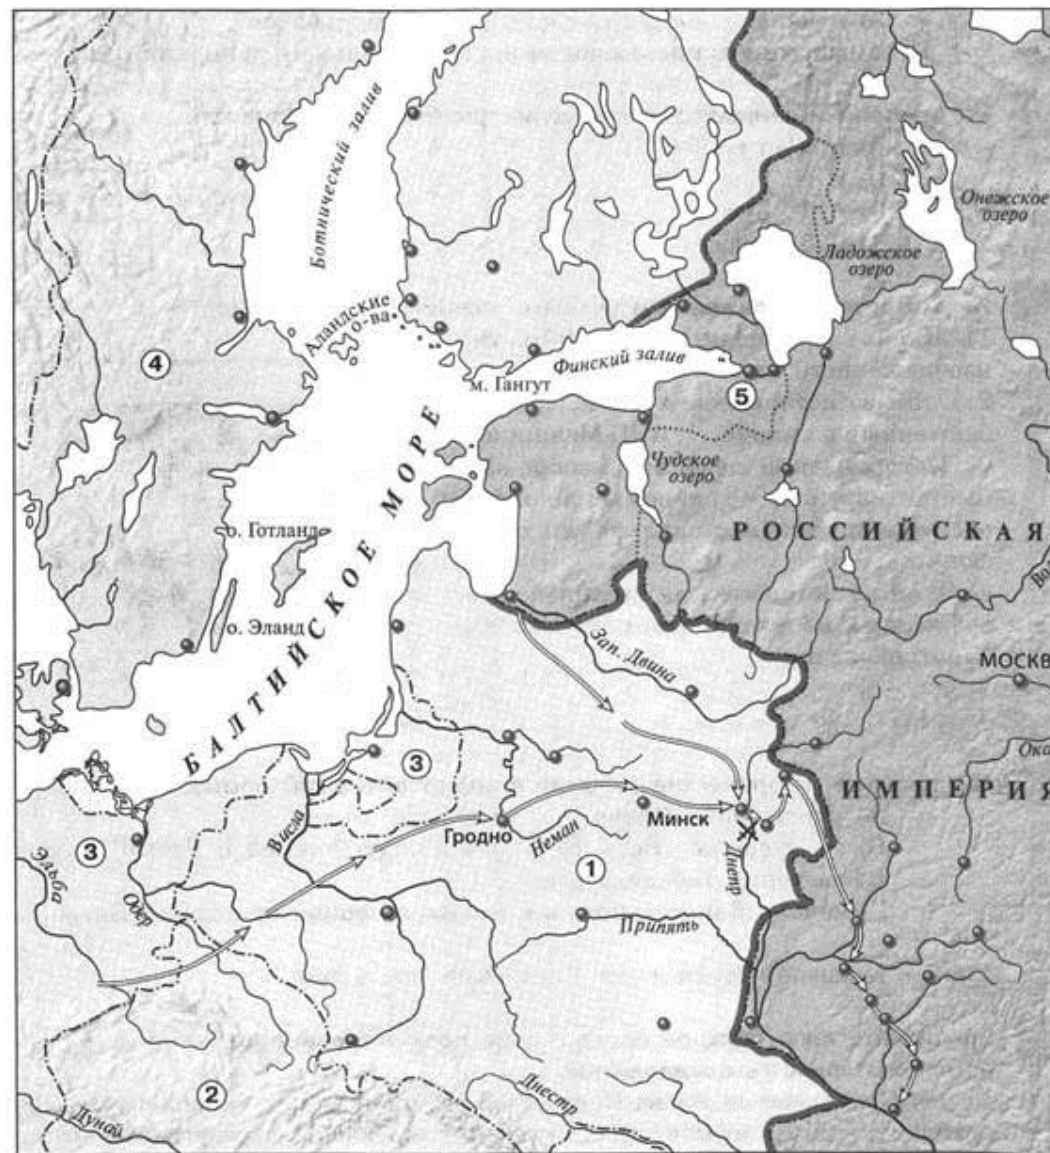 Ботнический залив
Онежское
озеро
Ладожское
озеро
Аландские
о-ва
4
Финский залив
м. Гангут
5
Чудское
озеро
о. Готланд
РОССИЙСКАЯ
о. Эланд
БАЛТИЙСКОЕ МОРЕ
Зап. Двина
МОСКВ
Ока
3
ИМПЕРИЯ
Висла
Гродно
Неман
Минск
3
Эльба
Одер
1
Днепр
Припять
2
Днестр
Дунай